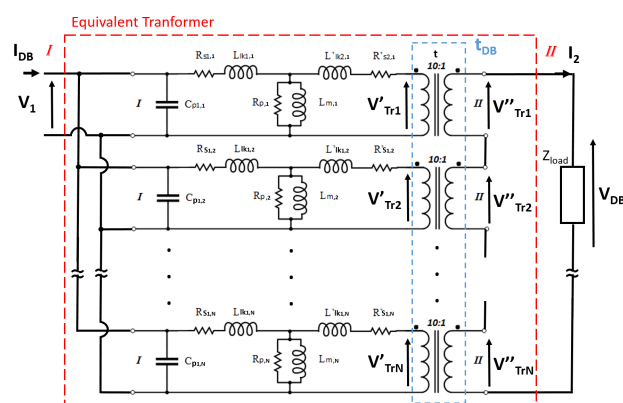 Equivalent Tranformer
I_DB I t_DB II I_2
t
R_S1,1 L_lk1,1 L'_lk2,1 R'_s2,1 10:1
V_1 I C_p1,1 R_p,1 L_m,1 V'_Tr1 II V''_Tr1
R_S1,2 L_lk1,2 L'_lk1,2 R'_S1,2 10:1
Z_load
I C_p1,2 R_p,2 L_m,2 V'_Tr2 II V''_Tr2 V_DB
R_S1,N L_lk1,N L'_lk1,N R'_S1,N 10:1
I C_p1,N R_p,N L_m,N V'_TrN II V''_TrN